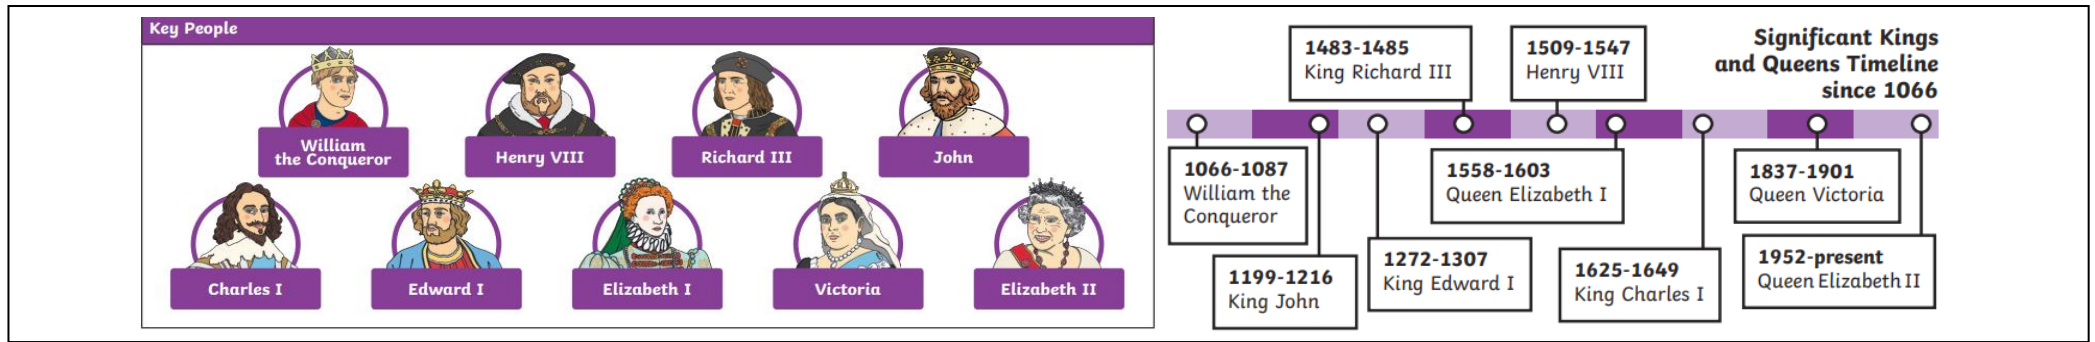 Key People
William
the Conqueror
Henry VIII
Richard III
John
Charles I
Edward I
Elizabeth I
Victoria
Elizabeth II
Significant Kings
and Queens Timeline
since 1066
1066-1087
William the
Conqueror
1199-1216
King John
1272-1307
King Edward I
1483-1485
King Richard III
1509-1547
Henry VIII
1558-1603
Queen Elizabeth I
1625-1649
King Charles I
1837-1901
Queen Victoria
1952-present
Queen Elizabeth II